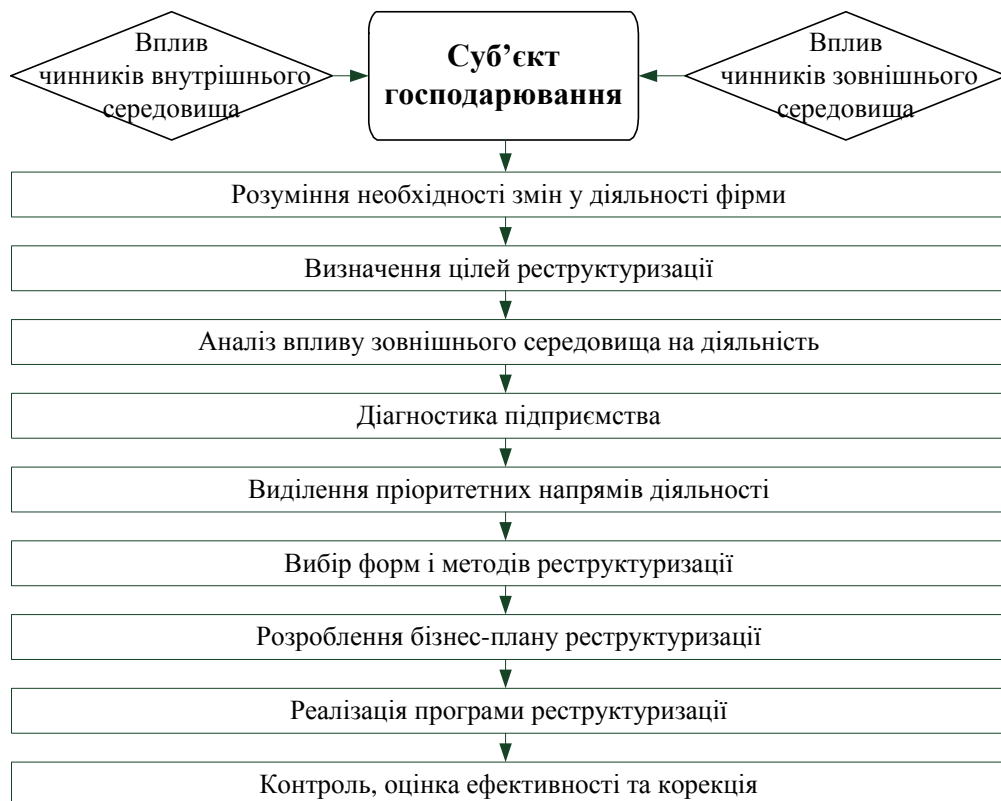 Вплив
чинників внутрішнього
середовища
Суб’єкт
господарювання
Вплив
чинників зовнішнього
середовища
Розуміння необхідності змін у діяльності фірми
Визначення цілей реструктуризації
Аналіз впливу зовнішнього середовища на діяльність
Діагностика підприємства
Виділення пріоритетних напрямів діяльності
Вибір форм і методів реструктуризації
Розроблення бізнес-плану реструктуризації
Реалізація програми реструктуризації
Контроль, оцінка ефективності та корекція